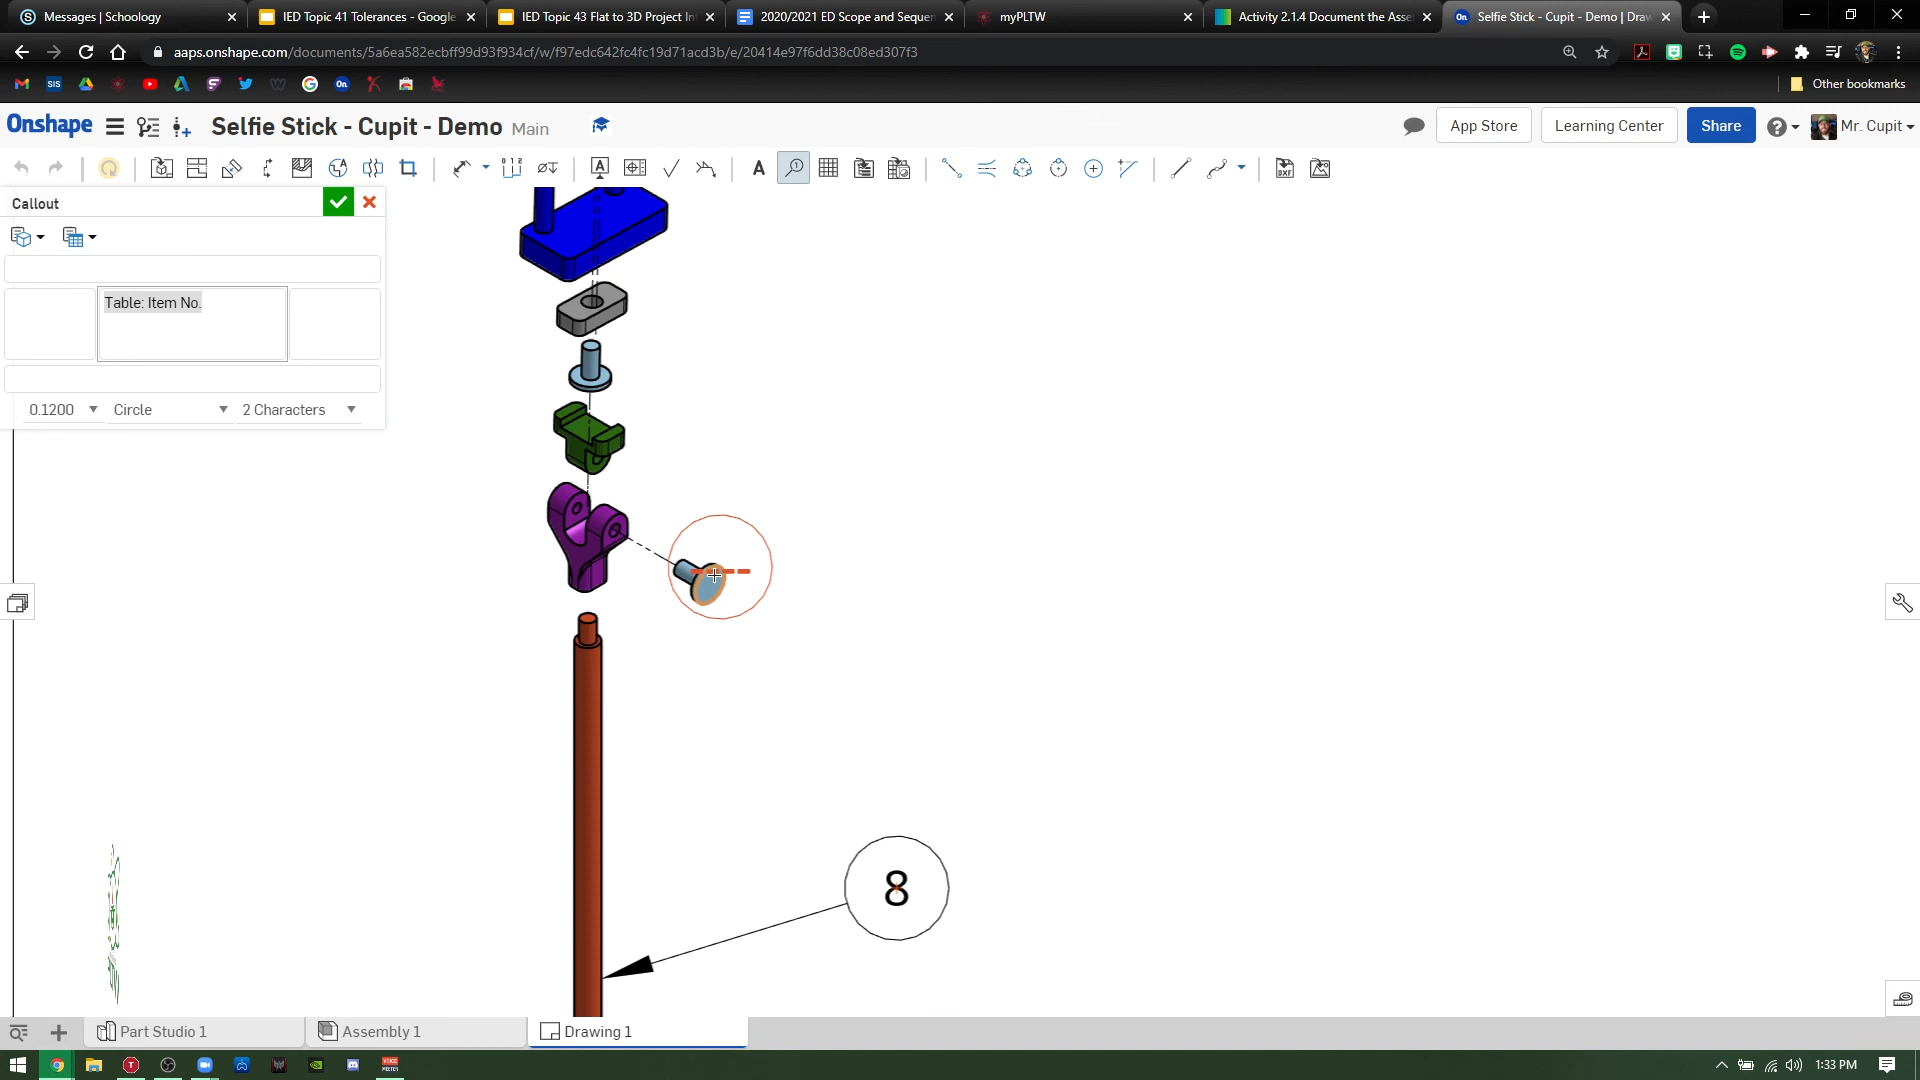 Messages | Schoology
IED Topic 41 Tolerances - Google
IED Topic 43 Flat to 3D Project In
2020/2021 ED Scope and Sequen
myPLTW
Activity 2.1.4 Document the Asse
Selfie Stick - Cupit - Demo | Draw
aaps.onshape.com/documents/5a6ea582ecbff99d93f934cf/w/f97edc642fc4fc19d71acd3b/e/20414e97f6dd38c08ed307f3
SIS
On
Other bookmarks
Onshape
Selfie Stick - Cupit - Demo Main
App Store
Learning Center
Share
Mr. Cupit
A
DXF
Callout
Table: Item No.
0.1200
Circle
2 Characters
8
Part Studio 1
Assembly 1
Drawing 1
1:33 PM